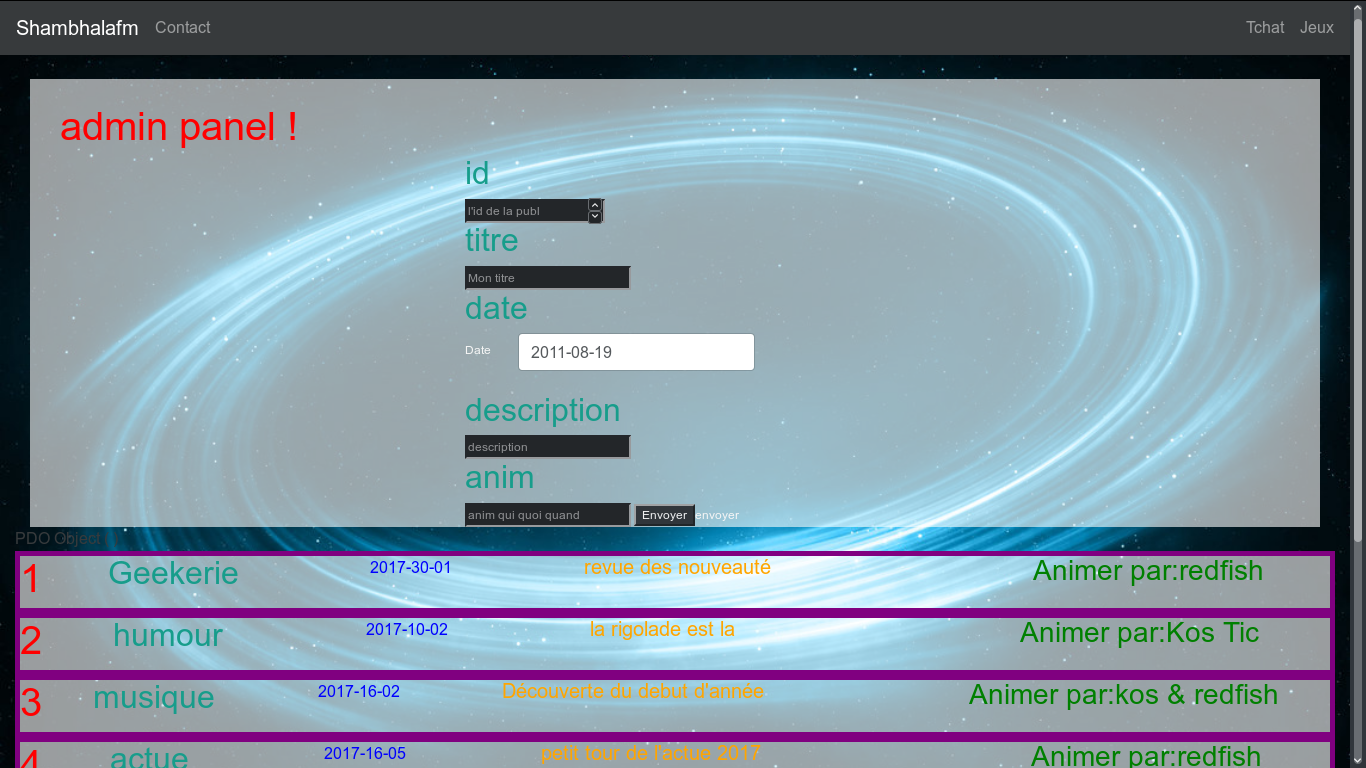 Shambhalafm Contact Tchat Jeux
admin panel !
id
l'id de la publ
titre
Mon titre
date
Date 2011-08-19
description
description
anim
anim qui quoi quand Envoyer envoyer
PDO Object
1 Geekerie 2017-30-01 revue des nouveauté Animer par:redfish
2 humour 2017-10-02 la rigolade est la Animer par:Kos Tic
3 musique 2017-16-02 Découverte du debut d'année Animer par:kos & redfish
4 actue 2017-16-05 petit tour de l'actue 2017 Animer par:redfish